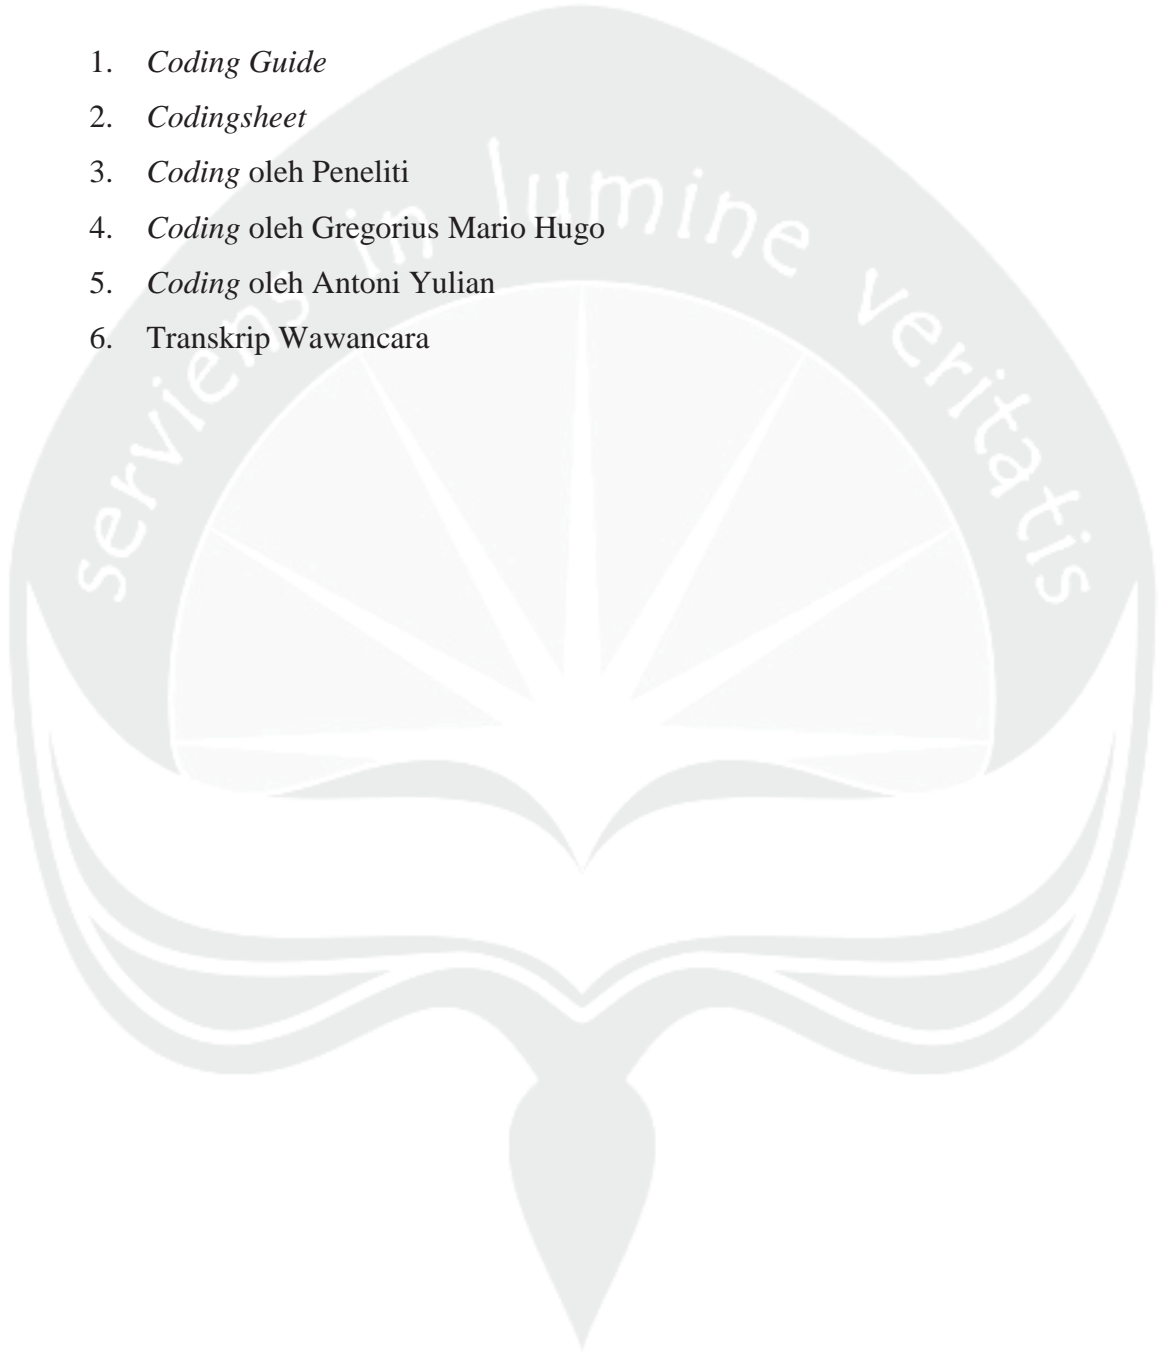 1. Coding Guide
2. Codingsheet
3. Coding oleh Peneliti
4. Coding oleh Gregorius Mario Hugo
5. Coding oleh Antoni Yulian
6. Transkrip Wawancara
serviens in lumine veritatis